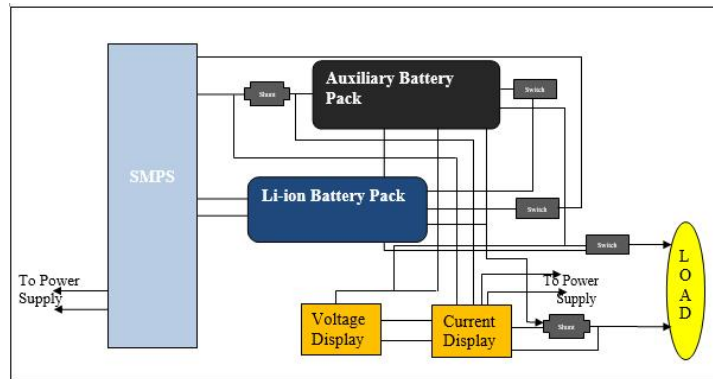 Auxiliary Battery
Pack
Shunt
Switch
SMPS
Li-ion Battery Pack
Switch
Switch
L
O
A
D
To Power
Supply
To Power
Supply
Voltage
Display
Current
Display
Shunt